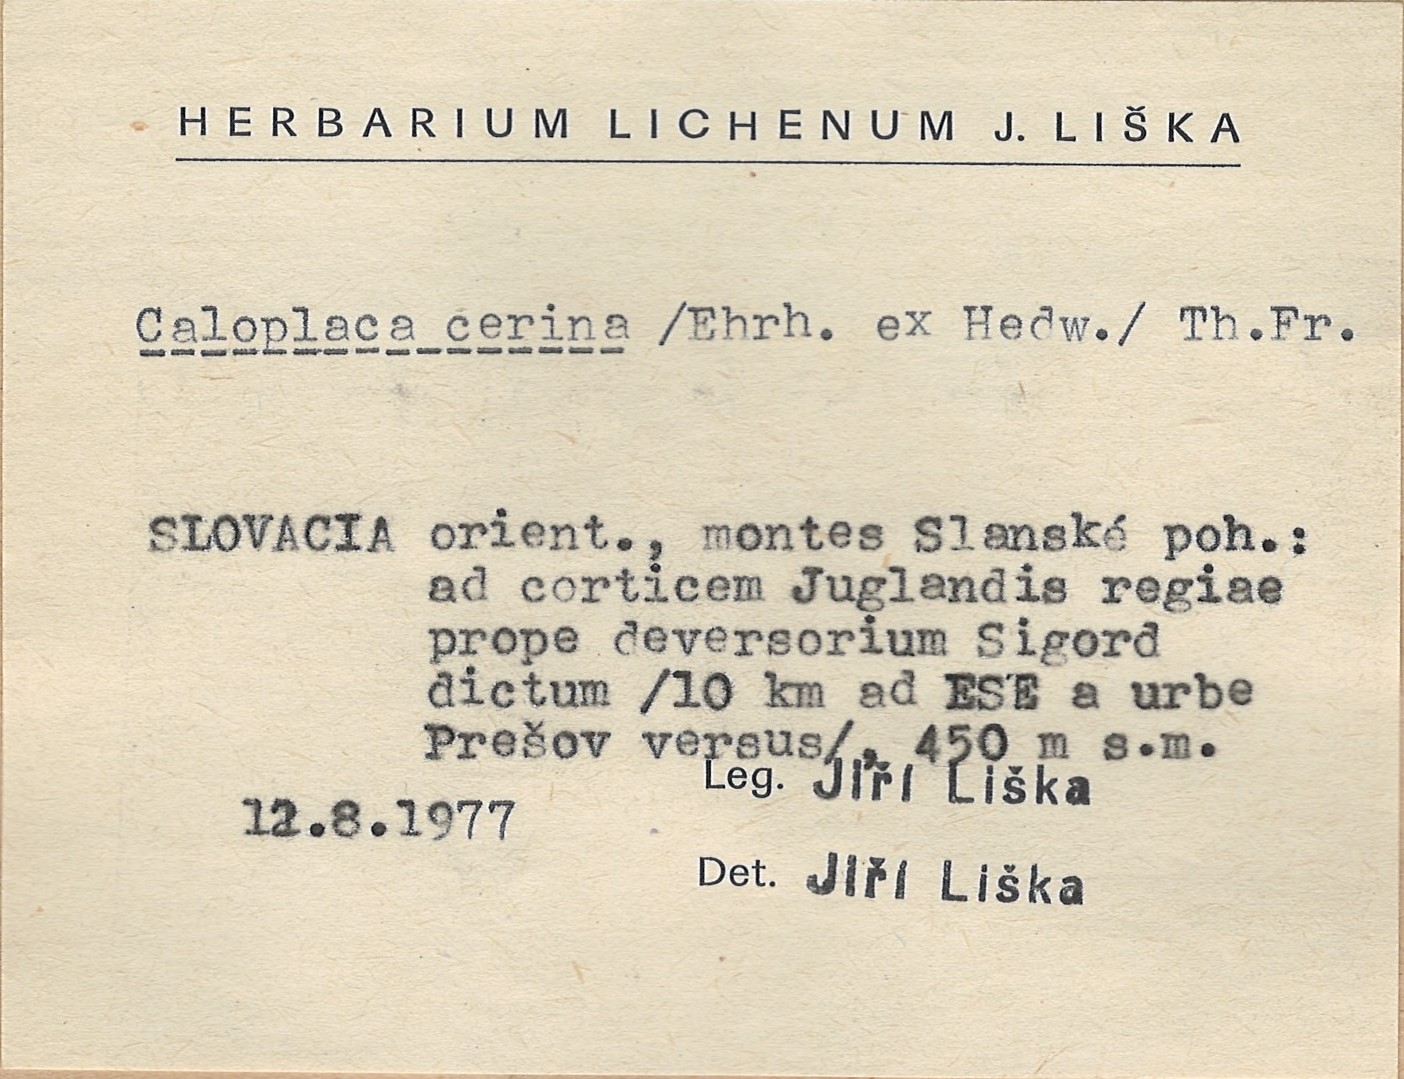 HERBARIUM LICHENUM J. LIŠKA
Caloplaca cerina /Ehrh. ex Hedw./ Th.Fr.
SLOVACIA orient., montes Slanské poh.:
ad corticem Juglandis regiae
prope deversorium Sigord
dictum /10 km ad ESE a urbe
Prešov versus/, 450 m s.m.
Leg. Jiří Liška
12.8.1977
Det. Jiří Liška